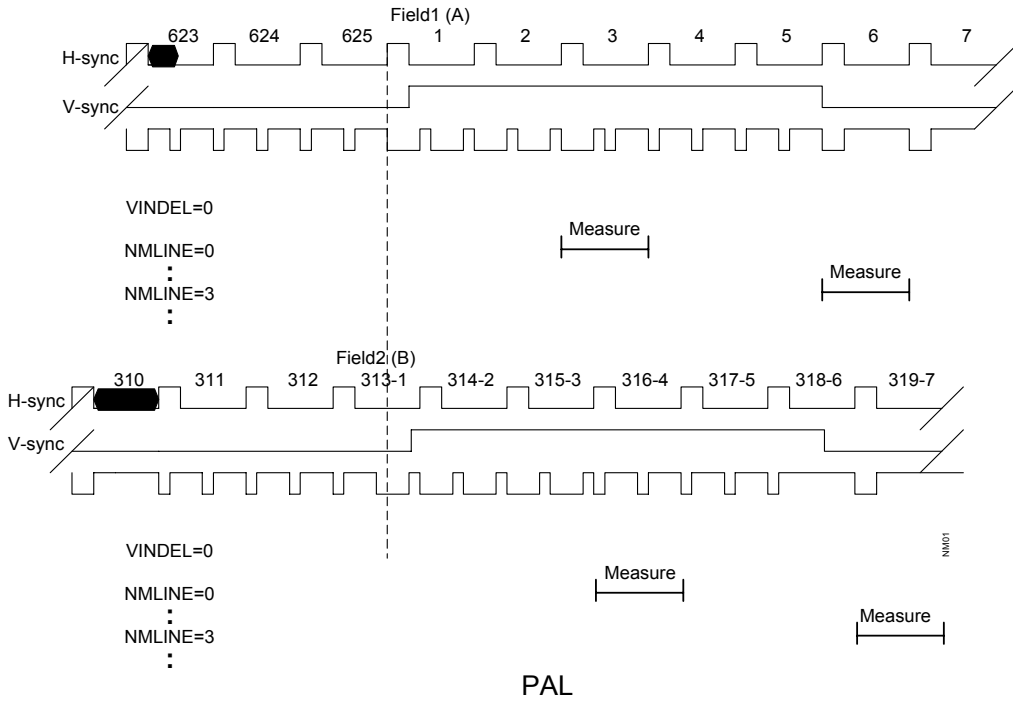 Field1 (A)
623 624 625 1 2 3 4 5 6 7
H-sync
V-sync
VINDEL=0
Measure
NMLINE=0
Measure
NMLINE=3
Field2 (B)
310 311 312 313-1 314-2 315-3 316-4 317-5 318-6 319-7
H-sync
V-sync
NM01
VINDEL=0
Measure
NMLINE=0
Measure
NMLINE=3
PAL